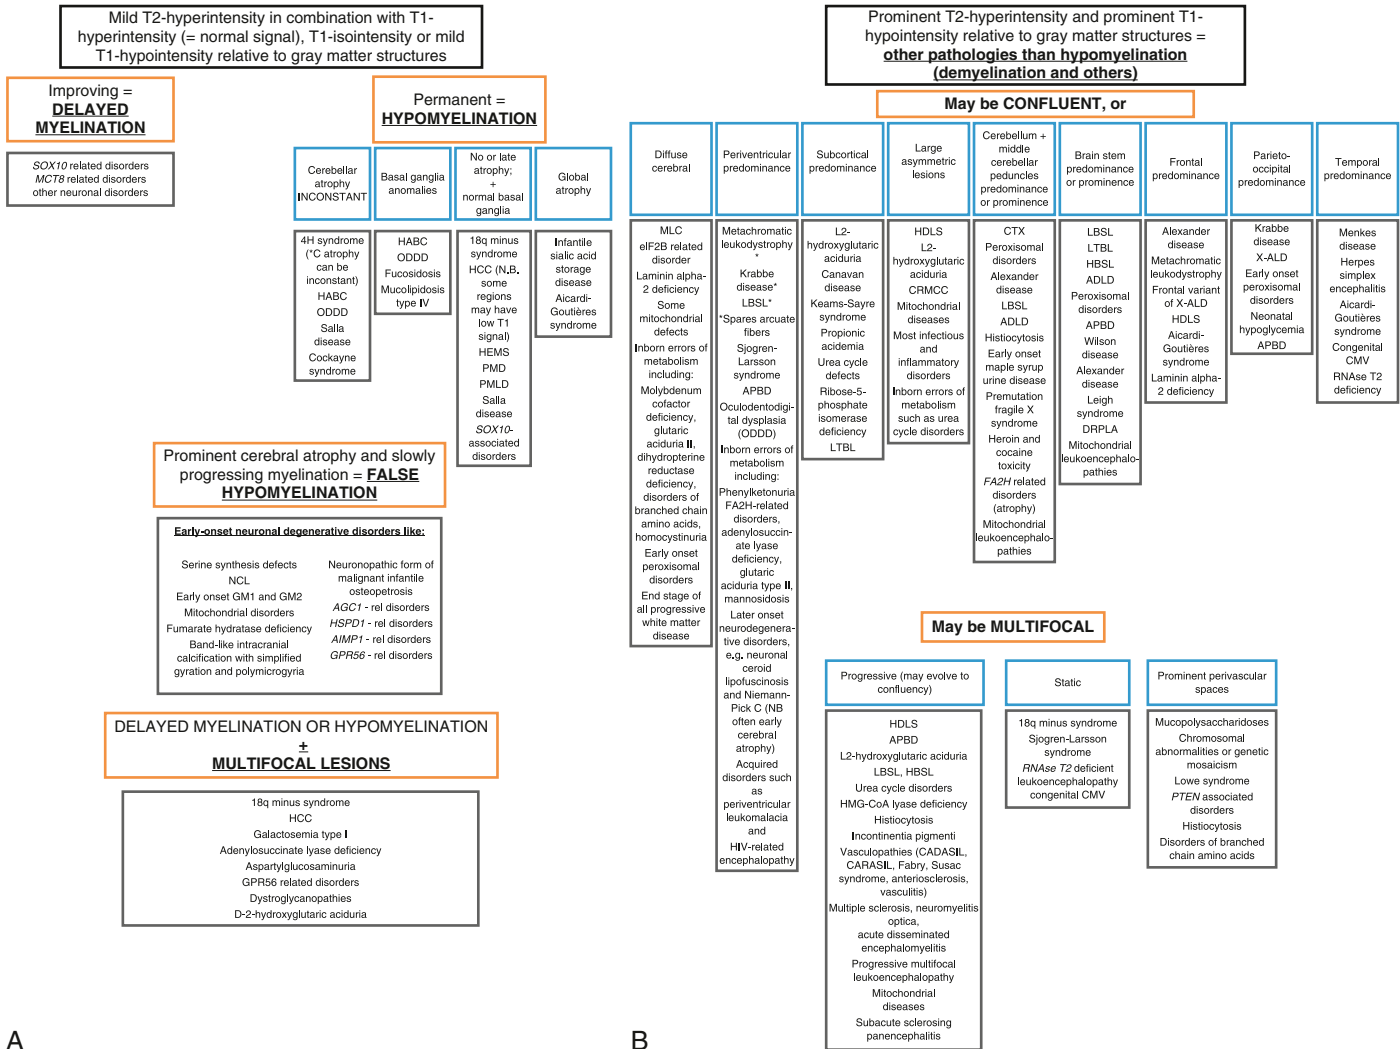 Mild T2-hyperintensity in combination with T1-
hyperintensity (= normal signal), T1-isointensity or mild
T1-hypointensity relative to gray matter structures
Improving =
DELAYED
MYELINATION
SOX10 related disorders
MCT8 related disorders
other neuronal disorders
Permanent =
HYPOMYELINATION
Cerebellar
atrophy
INCONSTANT
4H syndrome
(*C atrophy
can be
inconstant)
HABC
ODDD
Salla
disease
Cockayne
syndrome
Basal ganglia
anomalies
HABC
ODDD
Fucosidosis
Mucolipidosis
type IV
No or late
atrophy;
+
normal basal
ganglia
18q minus
syndrome
HCC (N.B.
some
regions
may have
low T1
signal)
HEMS
PMD
PMLD
Salla
disease
SOX10-
associated
disorders
Global
atrophy
Infantile
sialic acid
storage
disease
Aicardi-
Goutières
syndrome
Prominent cerebral atrophy and slowly
progressing myelination = FALSE
HYPOMYELINATION
Early-onset neuronal degenerative disorders like:
Serine synthesis defects
NCL
Early onset GM1 and GM2
Mitochondrial disorders
Fumarate hydratase deficiency
Band-like intracranial
calcification with simplified
gyration and polymicrogyria
Neuronopathic form of
malignant infantile
osteopetrosis
AGC1 - rel disorders
HSPD1 - rel disorders
AIMP1 - rel disorders
GPR56 - rel disorders
DELAYED MYELINATION OR HYPOMYELINATION
+
MULTIFOCAL LESIONS
18q minus syndrome
HCC
Galactosemia type I
Adenylosuccinate lyase deficiency
Aspartylglucosaminuria
GPR56 related disorders
Dystroglycanopathies
D-2-hydroxyglutaric aciduria
A
Prominent T2-hyperintensity and prominent T1-
hypointensity relative to gray matter structures =
other pathologies than hypomyelination
(demyelination and others)
May be CONFLUENT, or
Diffuse
cerebral
MLC
eIF2B related
disorder
Laminin alpha-
2 deficiency
Some
mitochondrial
defects
Inborn errors of
metabolism
including:
Molybdenum
cofactor
deficiency,
glutaric
aciduria II,
dihydropterine
reductase
deficiency,
disorders of
branched chain
amino acids,
homocystinuria
Early onset
peroxisomal
disorders
End stage of
all progressive
white matter
disease
Periventricular
predominance
Metachromatic
leukodystrophy
*
Krabbe
disease*
LBSL*
*Spares arcuate
fibers
Sjogren-
Larsson
syndrome
APBD
Oculodentodigi-
tal dysplasia
(ODDD)
Inborn errors of
metabolism
including:
Phenylketonuria
FA2H-related
disorders,
adenylosuccin-
ate lyase
deficiency,
glutaric
aciduria type II,
mannosidosis
Later onset
neurodegenera-
tive disorders,
e.g. neuronal
ceroid
lipofuscinosis
and Niemann-
Pick C (NB
often early
cerebral
atrophy)
Acquired
disorders such
as
periventricular
leukomalacia
and
HIV-related
encephalopathy
Subcortical
predominance
L2-
hydroxyglutaric
aciduria
Canavan
disease
Kearns-Sayre
syndrome
Propionic
acidemia
Urea cycle
defects
Ribose-5-
phosphate
isomerase
deficiency
LTBL
Large
asymmetric
lesions
HDLS
L2-
hydroxyglutaric
aciduria
CRMCC
Mitochondrial
diseases
Most infectious
and
inflammatory
disorders
Inborn errors of
metabolism
such as urea
cycle disorders
Cerebellum +
middle
cerebellar
peduncles
predominance
or prominence
CTX
Peroxisomal
disorders
Alexander
disease
LBSL
ADLD
Histiocytosis
Early onset
maple syrup
urine disease
Premutation
fragile X
syndrome
Heroin and
cocaine
toxicity
FA2H related
disorders
(atrophy)
Mitochondrial
leukoencephalo-
pathies
Brain stem
predominance
or prominence
LBSL
LTBL
HBSL
ADLD
Peroxisomal
disorders
APBD
Wilson
disease
Alexander
disease
Leigh
syndrome
DRPLA
Mitochondrial
leukoencephalo-
pathies
Frontal
predominance
Alexander
disease
Metachromatic
leukodystrophy
Frontal variant
of X-ALD
HDLS
Aicardi-
Goutières
syndrome
Laminin alpha-
2 deficiency
Parieto-
occipital
predominance
Krabbe
disease
X-ALD
Early onset
peroxisomal
disorders
Neonatal
hypoglycemia
APBD
Temporal
predominance
Menkes
disease
Herpes
simplex
encephalitis
Aicardi-
Goutières
syndrome
Congenital
CMV
RNAse T2
deficiency
May be MULTIFOCAL
Progressive (may evolve to
confluency)
HDLS
APBD
L2-hydroxyglutaric aciduria
LBSL, HBSL
Urea cycle disorders
HMG-CoA lyase deficiency
Histiocytosis
Incontinentia pigmenti
Vasculopathies (CADASIL,
CARASIL, Fabry, Susac
syndrome, anteriosclerosis,
vasculitis)
Multiple sclerosis, neuromyelitis
optica,
acute disseminated
encephalomyelitis
Progressive multifocal
leukoencephalopathy
Mitochondrial
diseases
Subacute sclerosing
panencephalitis
Static
18q minus syndrome
Sjogren-Larsson
syndrome
RNAse T2 deficient
leukoencephalopathy
congenital CMV
Prominent perivascular
spaces
Mucopolysaccharidoses
Chromosomal
abnormalities or genetic
mosaicism
Lowe syndrome
PTEN associated
disorders
Histiocytosis
Disorders of branched
chain amino acids
B